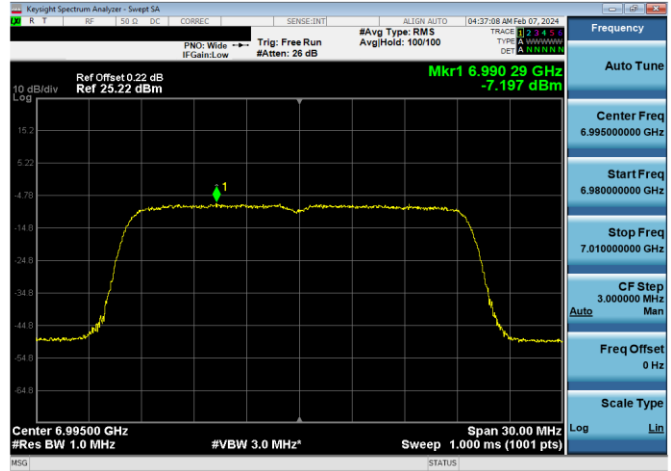 Keysight Spectrum Analyzer - Swept SA
R T RF 50 Ω DC CORREC SENSE:INT ALIGN AUTO 04:37:08 AM Feb 07, 2024
PNO: Wide Trig: Free Run #Avg Type: RMS TRACE 1 2 3 4 5 6
IFGain:Low #Atten: 26 dB Avg|Hold: 100/100 TYPE A WWWWW
DET A N N N N N
Ref Offset 0.22 dB Mkr1 6.990 29 GHz
10 dB/div Ref 25.22 dBm -7.197 dBm
Log
1
15.2
5.22
-4.78
-14.8
-24.8
-34.8
-44.8
-54.8
-64.8
Center 6.99500 GHz Span 30.00 MHz
#Res BW 1.0 MHz #VBW 3.0 MHz* Sweep 1.000 ms (1001 pts)
MSG STATUS
Frequency
Auto Tune
Center Freq
6.995000000 GHz
Start Freq
6.980000000 GHz
Stop Freq
7.010000000 GHz
CF Step
3.000000 MHz
Auto Man
Freq Offset
0 Hz
Scale Type
Log Lin